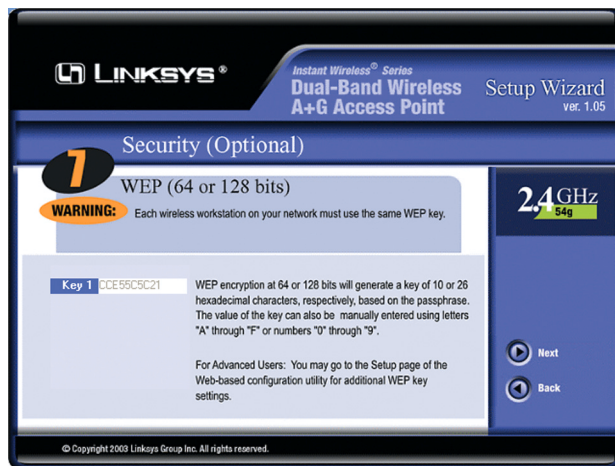 LINKSYS®
Instant Wireless® Series
Dual-Band Wireless
A+G Access Point
Setup Wizard
ver. 1.05
Security (Optional)
7
WEP (64 or 128 bits)
WARNING:
Each wireless workstation on your network must use the same WEP key.
2.4GHz
54g
Key 1 CCE55C5C21
WEP encryption at 64 or 128 bits will generate a key of 10 or 26
hexadecimal characters, respectively, based on the passphrase.
The value of the key can also be manually entered using letters
"A" through "F" or numbers "0" through "9".
For Advanced Users: You may go to the Setup page of the
Web-based configuration utility for additional WEP key
settings.
Next
Back
© Copyright 2003 Linksys Group Inc. All rights reserved.